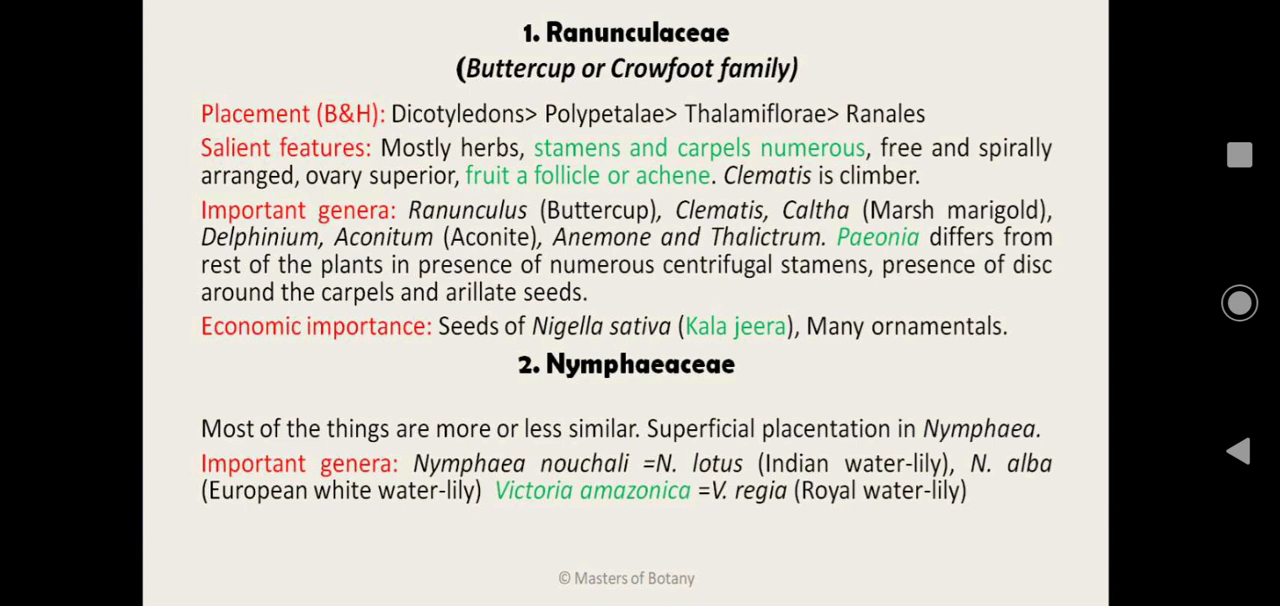 1. Ranunculaceae
(Buttercup or Crowfoot family)
Placement (B&H): Dicotyledons> Polypetalae> Thalamiflorae> Ranales
Salient features: Mostly herbs, stamens and carpels numerous, free and spirally
arranged, ovary superior, fruit a follicle or achene. Clematis is climber.
Important genera: Ranunculus (Buttercup), Clematis, Caltha (Marsh marigold),
Delphinium, Aconitum (Aconite), Anemone and Thalictrum. Paeonia differs from
rest of the plants in presence of numerous centrifugal stamens, presence of disc
around the carpels and arillate seeds.
Economic importance: Seeds of Nigella sativa (Kala jeera), Many ornamentals.
2. Nymphaeaceae
Most of the things are more or less similar. Superficial placentation in Nymphaea.
Important genera: Nymphaea nouchali =N. lotus (Indian water-lily), N. alba
(European white water-lily) Victoria amazonica =V. regia (Royal water-lily)
© Masters of Botany